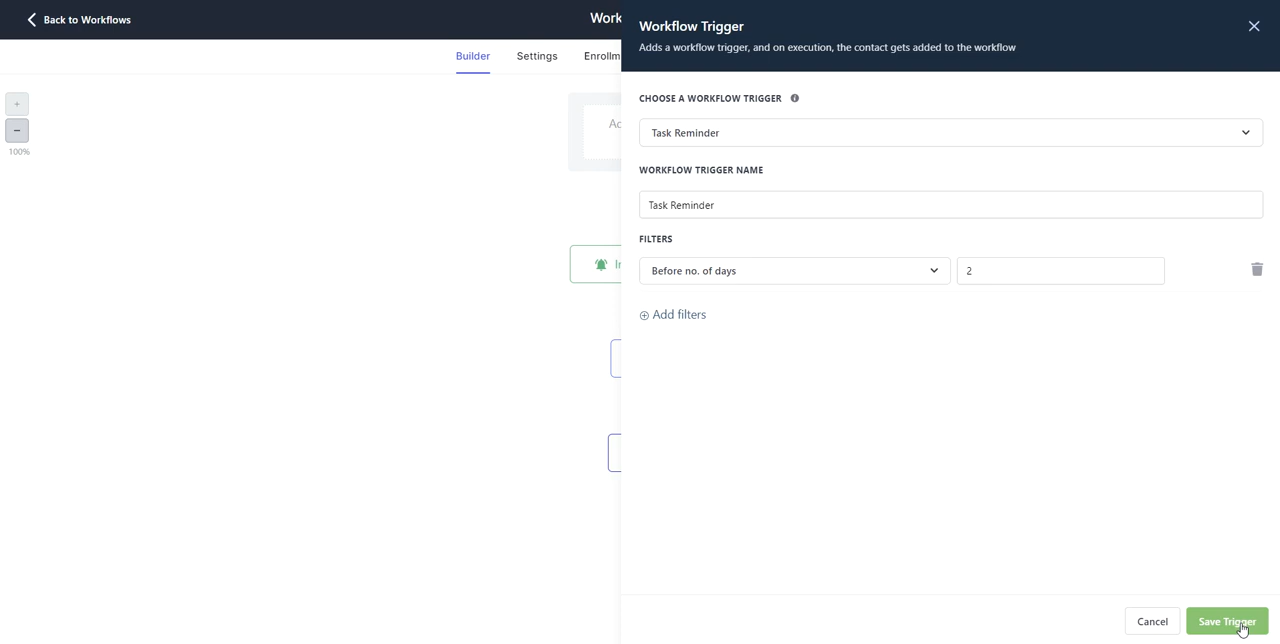 Back to Workflows
Work
Workflow Trigger
Adds a workflow trigger, and on execution, the contact gets added to the workflow
Builder
Settings
Enrollm
+
−
100%
CHOOSE A WORKFLOW TRIGGER
Task Reminder
WORKFLOW TRIGGER NAME
Task Reminder
FILTERS
Before no. of days
2
Add filters
Cancel
Save Trigger